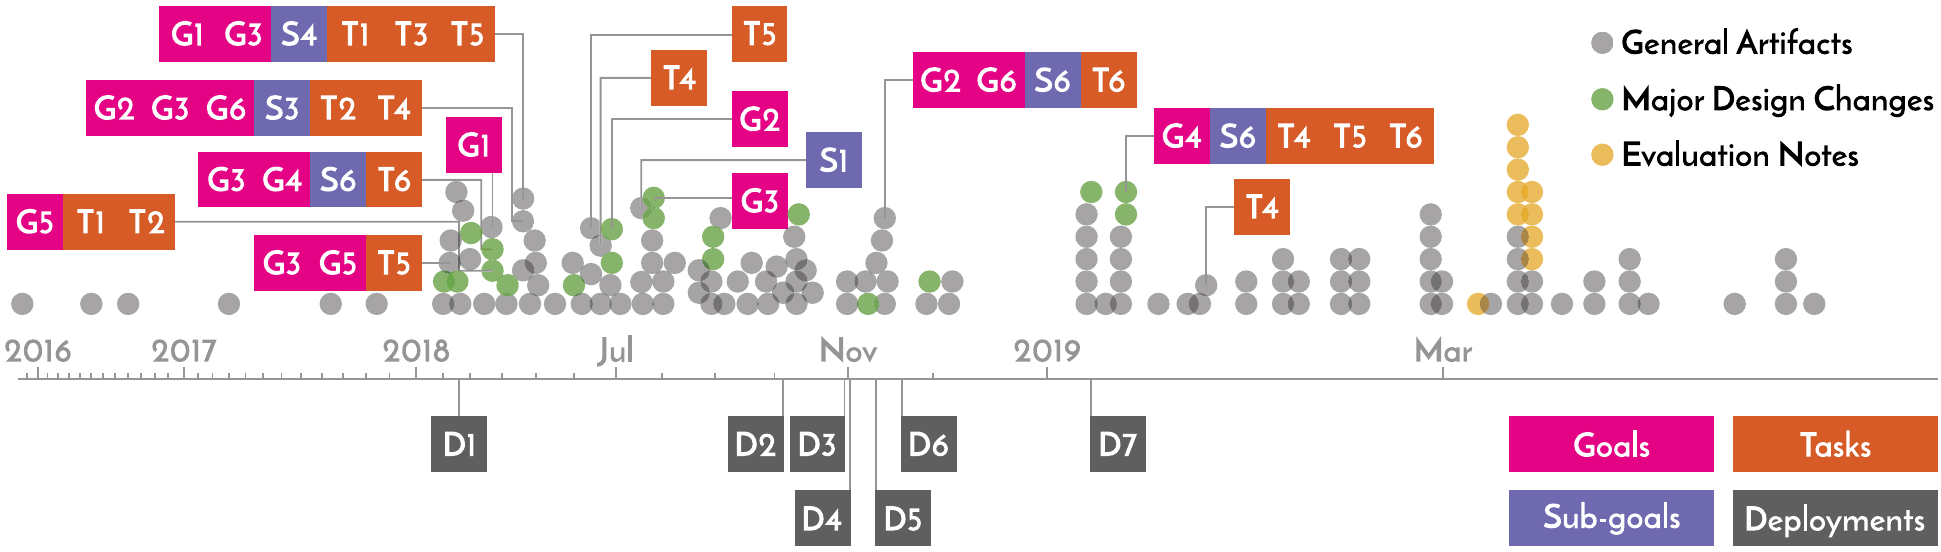 G1 G3 S4 T1 T3 T5
T5
General Artifacts
T4
G2 G6 S6 T6
G2 G3 G6 S3 T2 T4
Major Design Changes
G2
G1
G4 S6 T4 T5 T6
S1
Evaluation Notes
G3 G4 S6 T6
G3
T4
G5 T1 T2
G3 G5 T5
2016 2017 2018 Jul Nov 2019 Mar
D1 D2 D3 D6 D7
Goals Tasks
D4 D5
Sub-goals Deployments